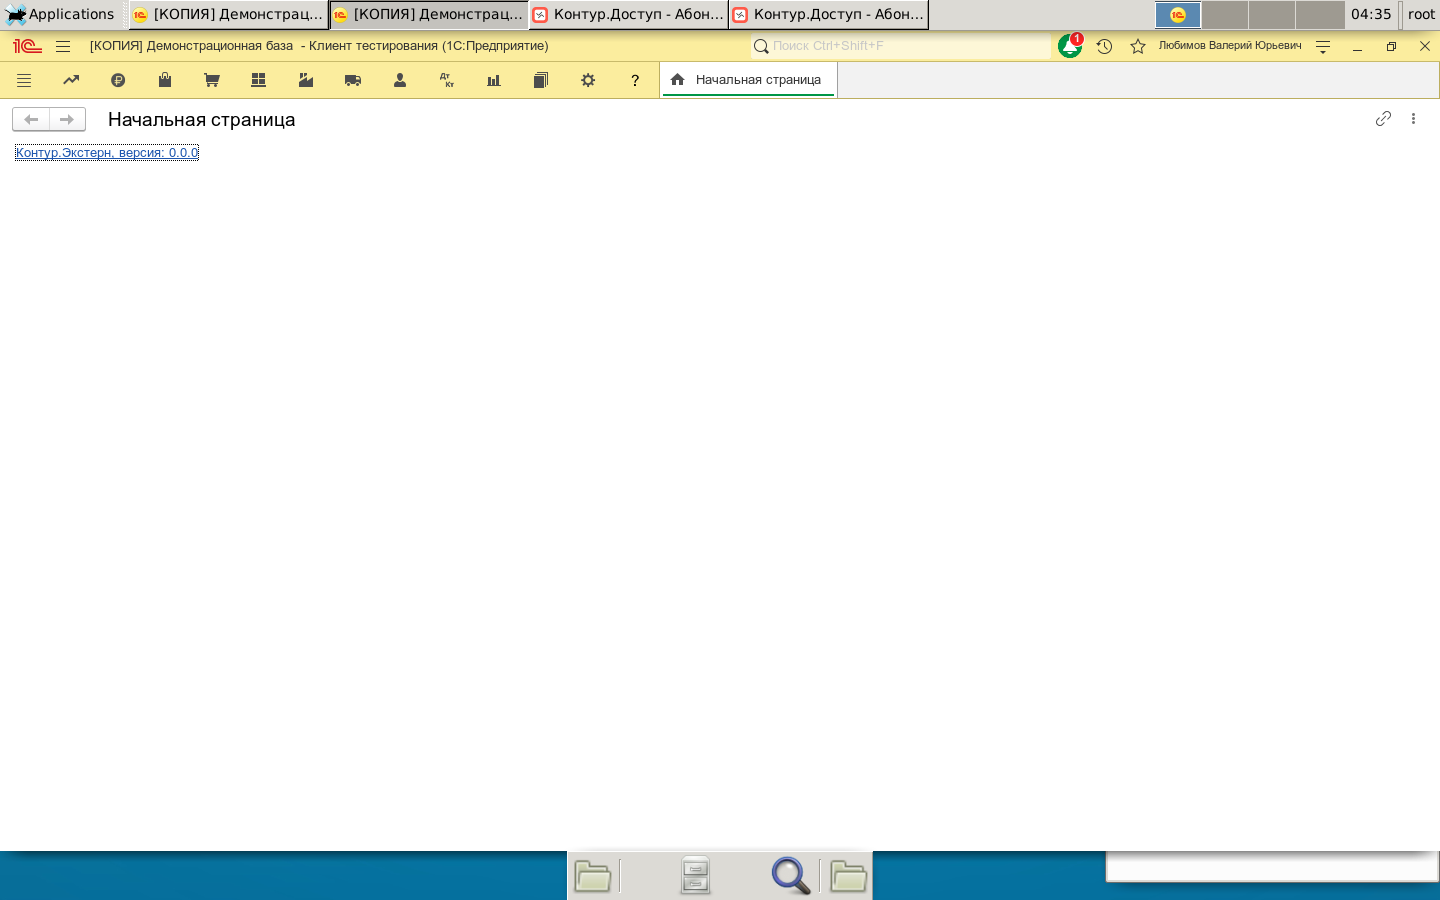 Applications
[КОПИЯ] Демонстрац...
[КОПИЯ] Демонстрац...
Контур.Доступ - Абон...
Контур.Доступ - Абон...
04:35
root
[КОПИЯ] Демонстрационная база - Клиент тестирования (1С:Предприятие)
Поиск Ctrl+Shift+F
1
Любимов Валерий Юрьевич
Дт
Кт
?
Начальная страница
Начальная страница
Контур.Экстерн, версия: 0.0.0